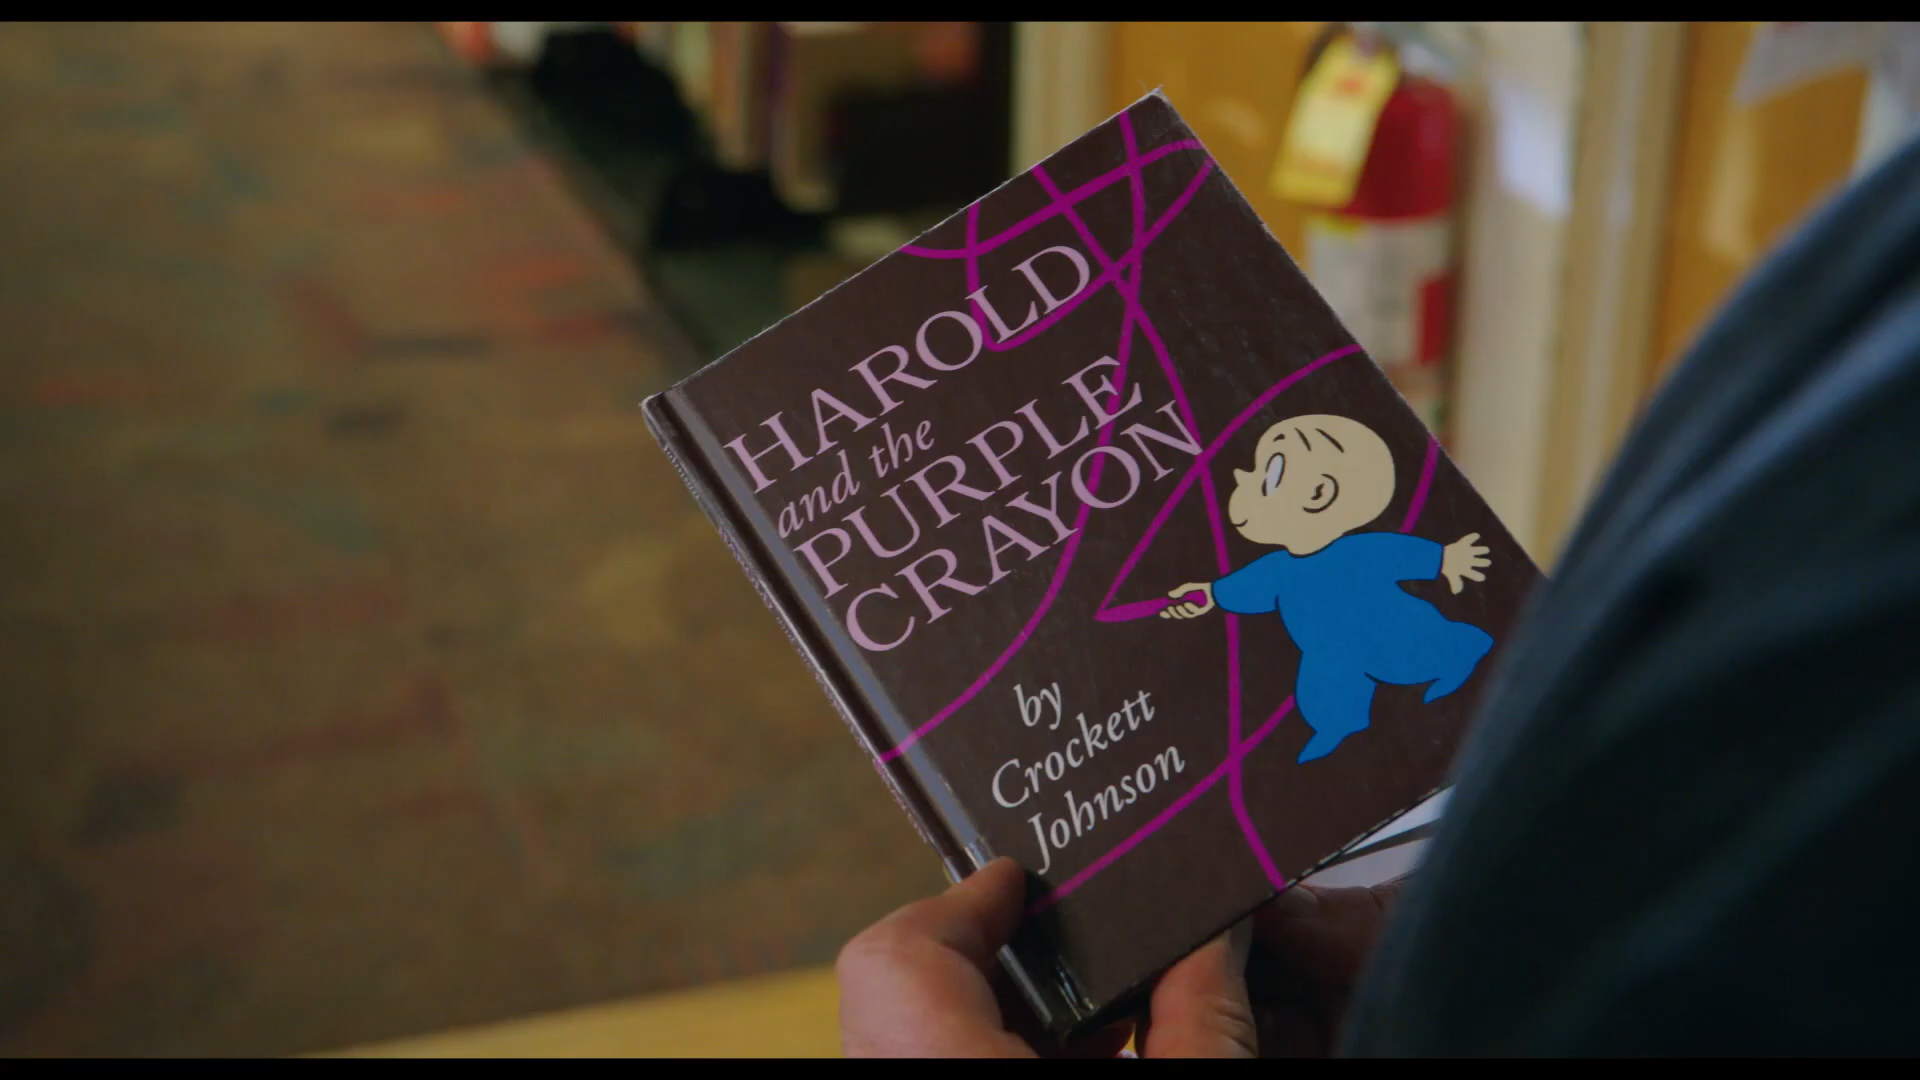 HAROLD
and the
PURPLE
CRAYON
by
Crockett
Johnson